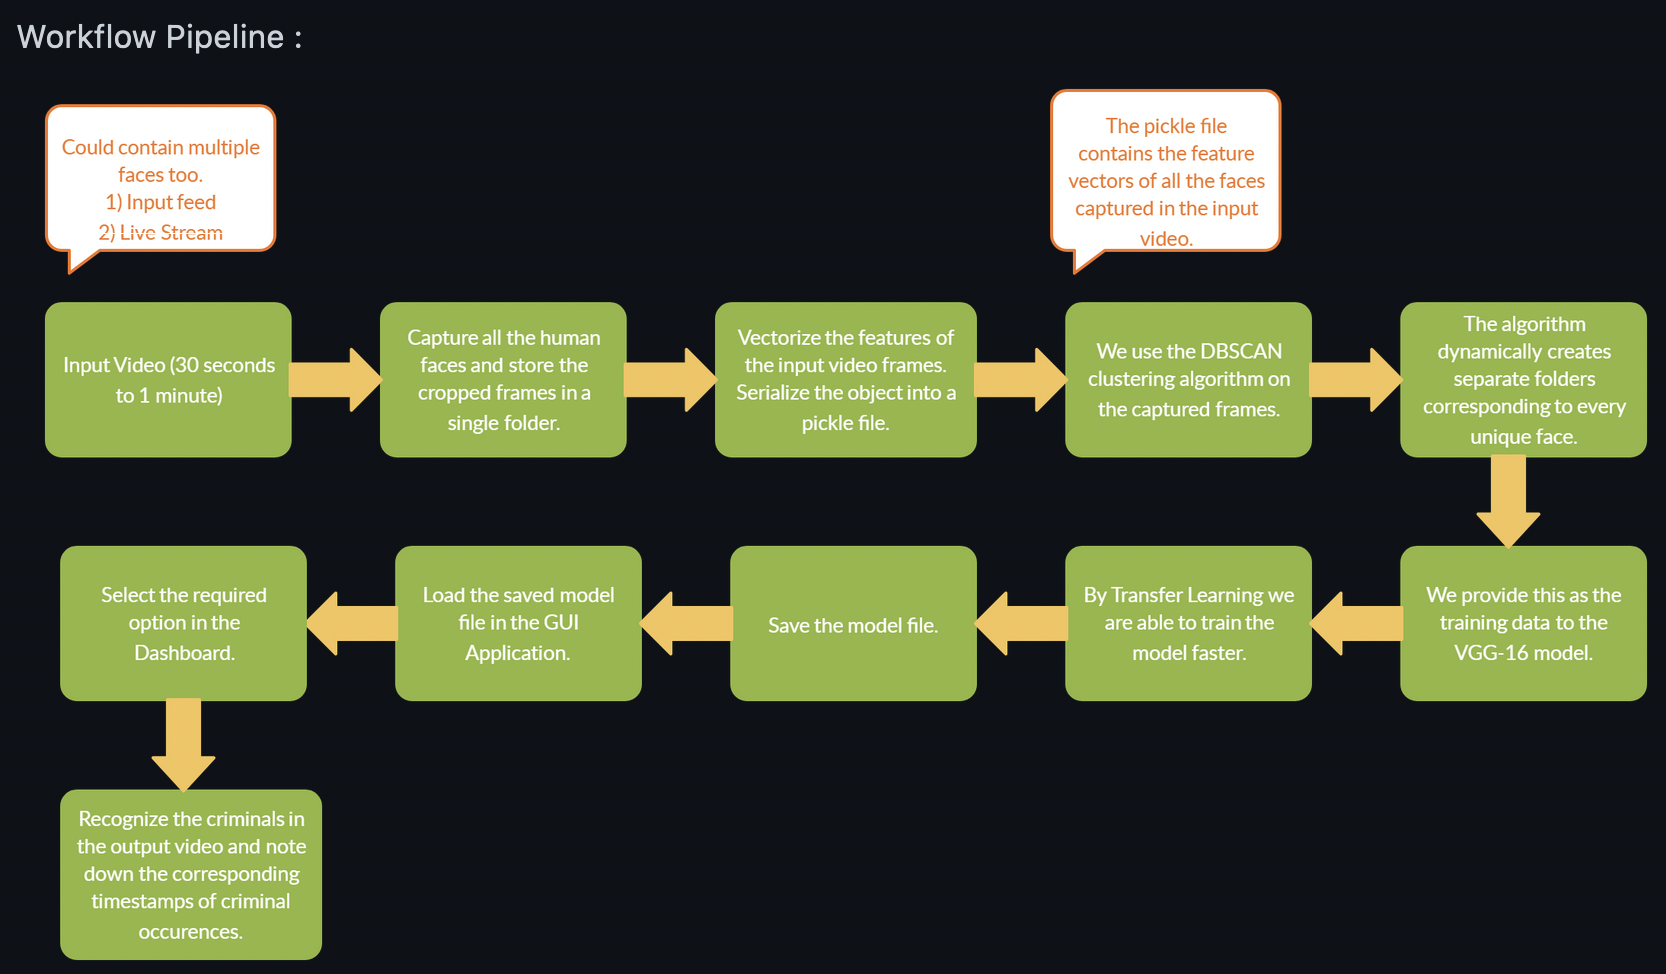 Workflow Pipeline :
Could contain multiple
faces too.
1) Input feed
2) Live Stream
The pickle file
contains the feature
vectors of all the faces
captured in the input
video.
Input Video (30 seconds
to 1 minute)
Capture all the human
faces and store the
cropped frames in a
single folder.
Vectorize the features of
the input video frames.
Serialize the object into a
pickle file.
We use the DBSCAN
clustering algorithm on
the captured frames.
The algorithm
dynamically creates
separate folders
corresponding to every
unique face.
We provide this as the
training data to the
VGG-16 model.
By Transfer Learning we
are able to train the
model faster.
Save the model file.
Load the saved model
file in the GUI
Application.
Select the required
option in the
Dashboard.
Recognize the criminals in
the output video and note
down the corresponding
timestamps of criminal
occurences.